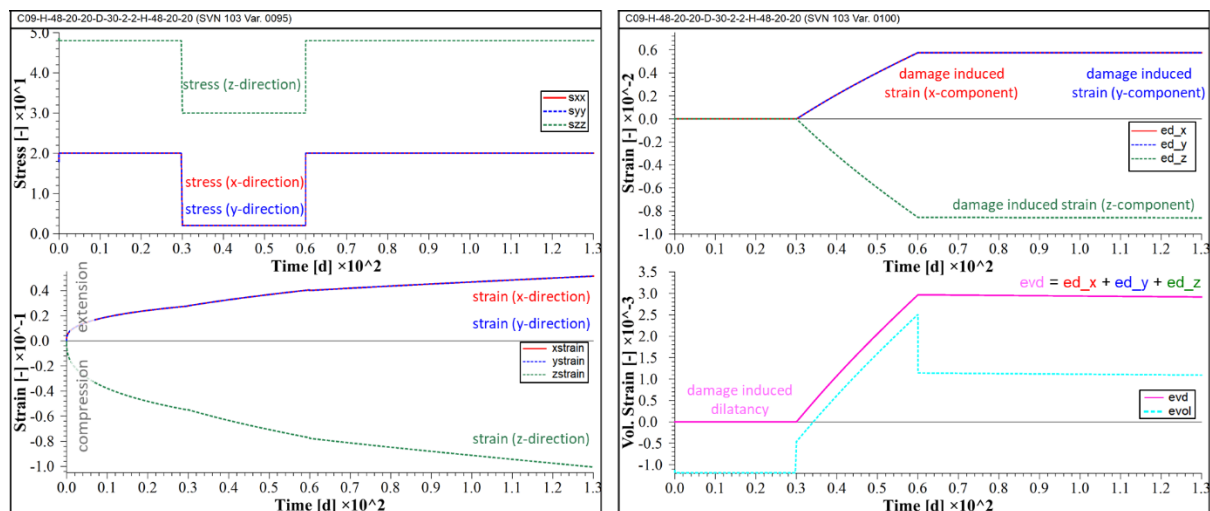 C09-H-48-20-20-D-30-2-2-H-48-20-20 (SVN 103 Var. 0095)
5.0
4.0
3.0
2.0
1.0
0.0
Stress [-] ×10^1
stress (z-direction)
sxx
syy
szz
stress (x-direction)
stress (y-direction)
0.0 0.1 0.2 0.3 0.4 0.5 0.6 0.7 0.8 0.9 1.0 1.1 1.2 1.3
Time [d] ×10^2
0.4
0.2
0.0
-0.2
-0.4
-0.6
-0.8
-1.0
Strain [-] ×10^-1
extension
compression
strain (x-direction)
strain (y-direction)
xstrain
ystrain
zstrain
strain (z-direction)
0.0 0.1 0.2 0.3 0.4 0.5 0.6 0.7 0.8 0.9 1.0 1.1 1.2 1.3
Time [d] ×10^2
C09-H-48-20-20-D-30-2-2-H-48-20-20 (SVN 103 Var. 0100)
0.6
0.4
0.2
0.0
-0.2
-0.4
-0.6
-0.8
-1.0
Strain [-] ×10^-2
damage induced
strain (x-component)
damage induced
strain (y-component)
ed_x
ed_y
ed_z
damage induced strain (z-component)
0.0 0.1 0.2 0.3 0.4 0.5 0.6 0.7 0.8 0.9 1.0 1.1 1.2 1.3
Time [d] ×10^2
3.5
3.0
2.5
2.0
1.0
0.0
-1.0
Vol. Strain [-] ×10^-3
evd = ed_x + ed_y + ed_z
damage induced
dilatancy
evd
evol
0.0 0.1 0.2 0.3 0.4 0.5 0.6 0.7 0.8 0.9 1.0 1.1 1.2 1.3
Time [d] ×10^2